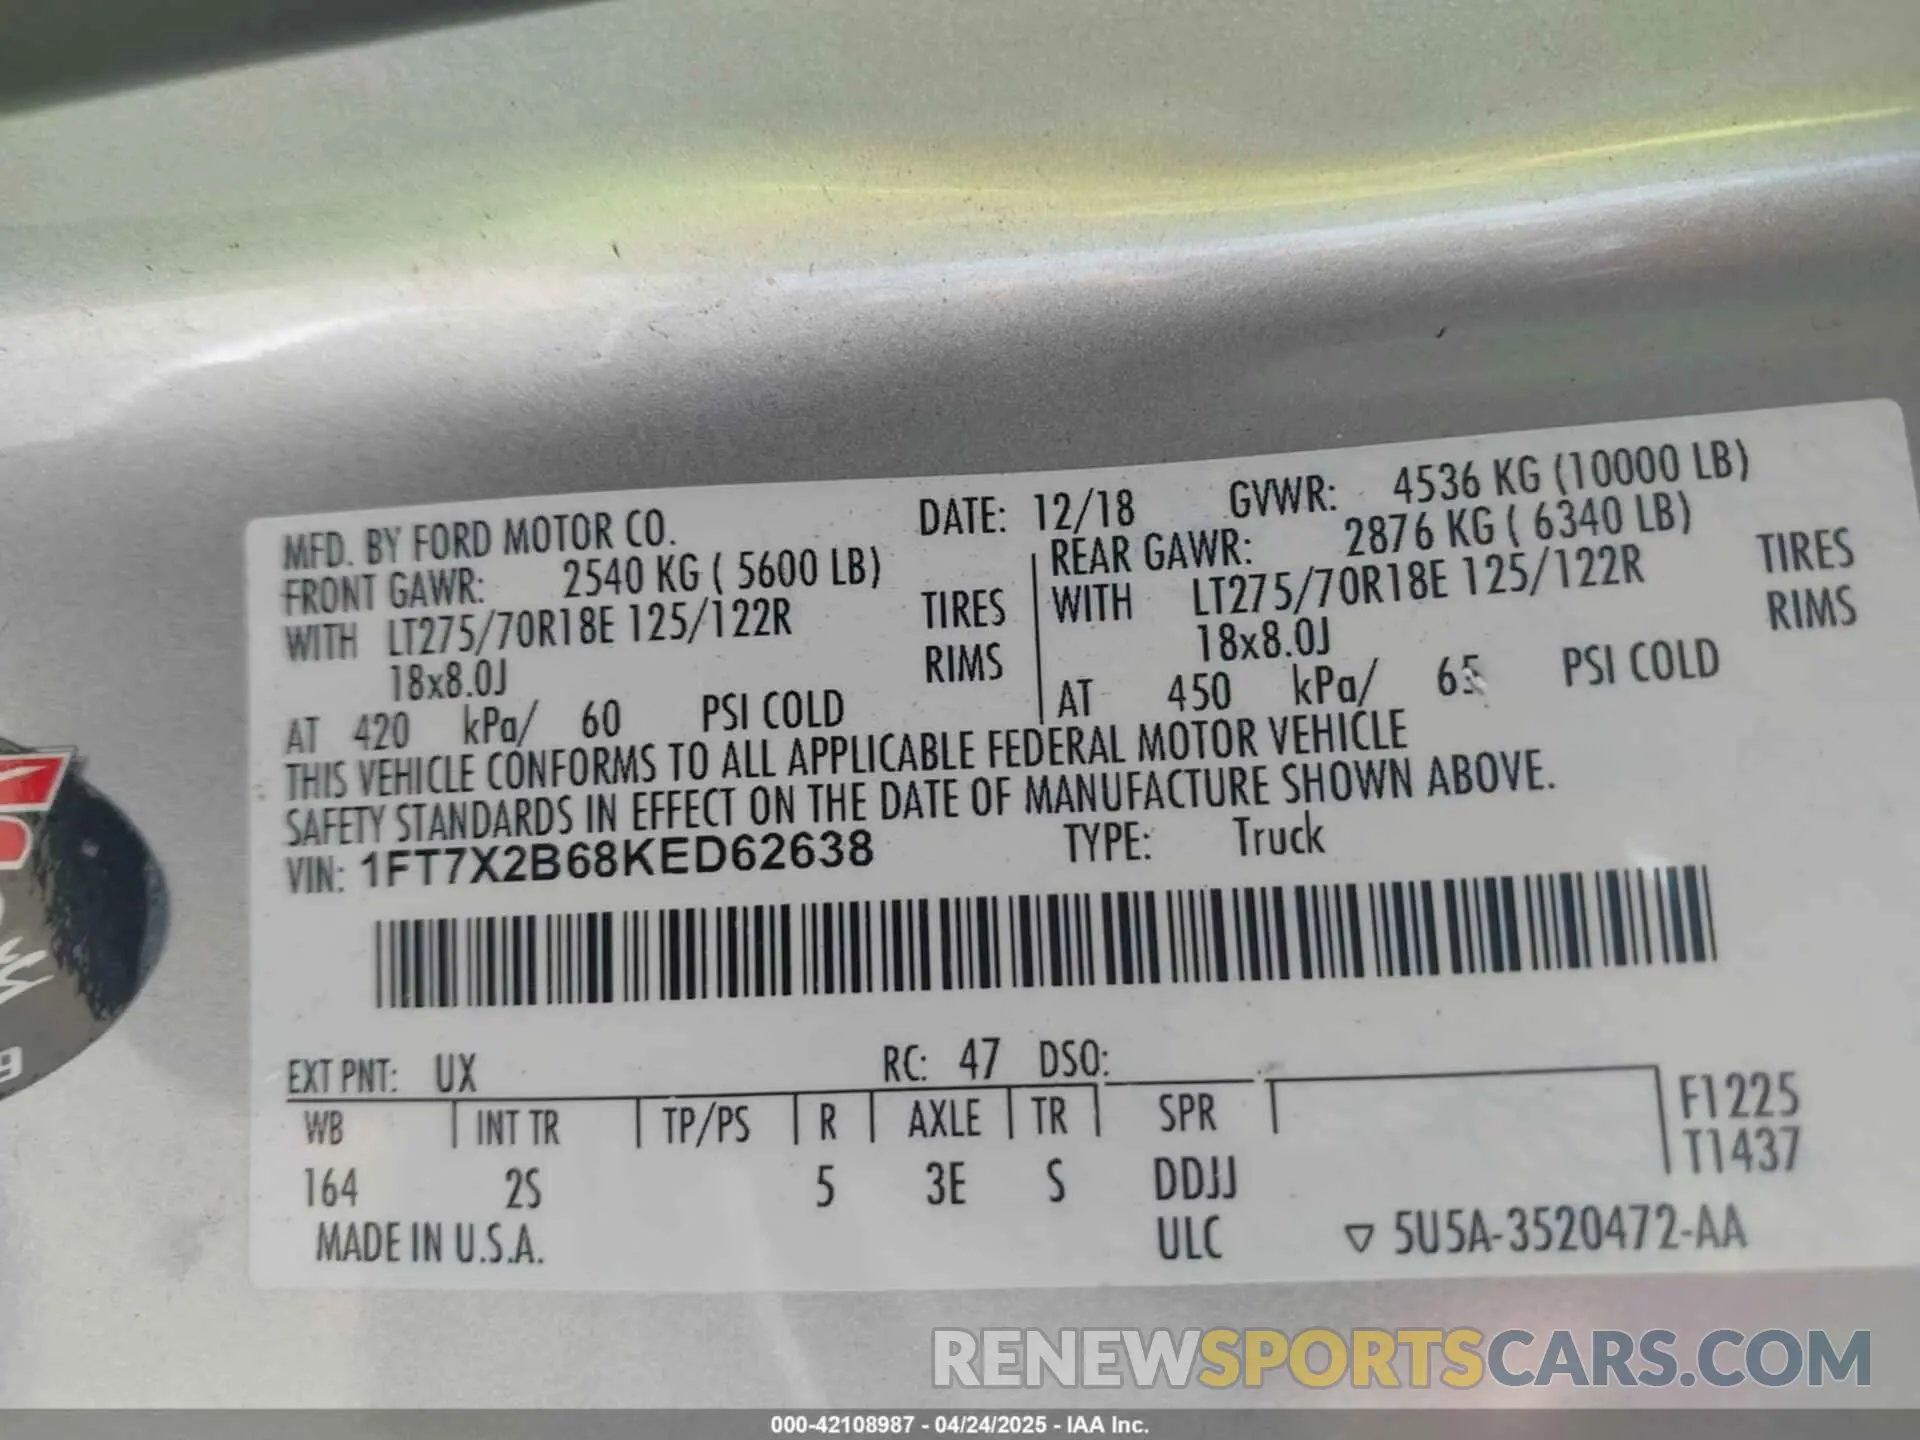 MFD. BY FORD MOTOR CO. DATE: 12/18 GVWR: 4536 KG (10000 LB)
FRONT GAWR: 2540 KG ( 5600 LB) REAR GAWR: 2876 KG ( 6340 LB)
WITH LT275/70R18E 125/122R TIRES WITH LT275/70R18E 125/122R TIRES
18x8.0J RIMS 18x8.0J RIMS
AT 420 kPa/ 60 PSI COLD AT 450 kPa/ 65 PSI COLD
THIS VEHICLE CONFORMS TO ALL APPLICABLE FEDERAL MOTOR VEHICLE
SAFETY STANDARDS IN EFFECT ON THE DATE OF MANUFACTURE SHOWN ABOVE.
VIN: 1FT7X2B68KED62638 TYPE: Truck
EXT PNT: UX RC: 47 DSO:
WB INT TR TP/PS R AXLE TR SPR F1225
T1437
164 2S 5 3E S DDJJ
MADE IN U.S.A. ULC ▽ 5U5A-3520472-AA
RENEWSPORTSCARS.COM
000-42108987 - 04/24/2025 - IAA Inc.